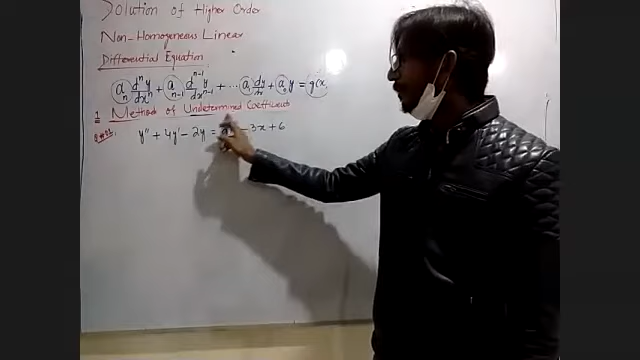 Solution of Higher Order
Non-Homogeneous Linear
Differential Equation
aₙ dⁿy/dxⁿ + aₙ₋₁ dⁿ⁻¹y/dxⁿ⁻¹ + ... a₁ dy/dx + a₀y = g(x
1 Method of Undetermined Coefficients
y'' + 4y' - 2y = - 3x + 6